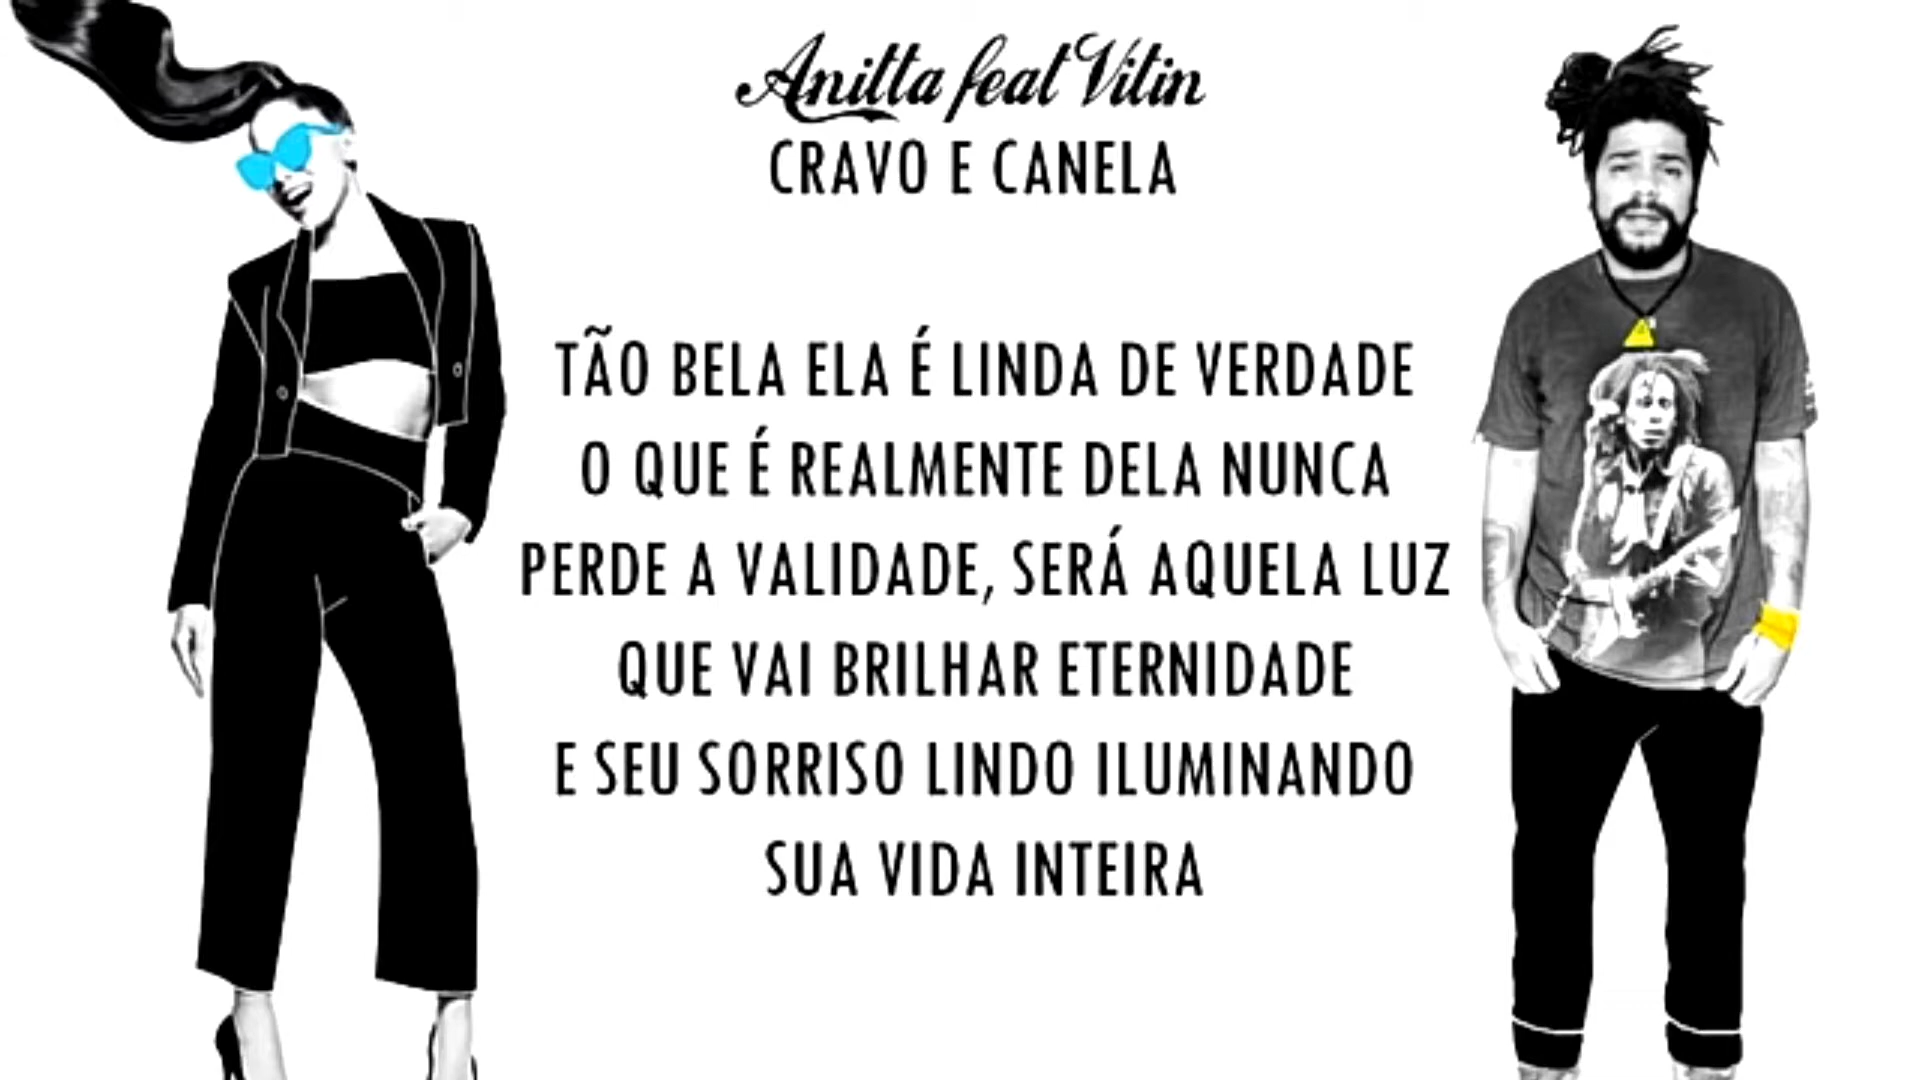 Anitta feat Vitin
CRAVO E CANELA
TÃO BELA ELA É LINDA DE VERDADE
O QUE É REALMENTE DELA NUNCA
PERDE A VALIDADE, SERÁ AQUELA LUZ
QUE VAI BRILHAR ETERNIDADE
E SEU SORRISO LINDO ILUMINANDO
SUA VIDA INTEIRA